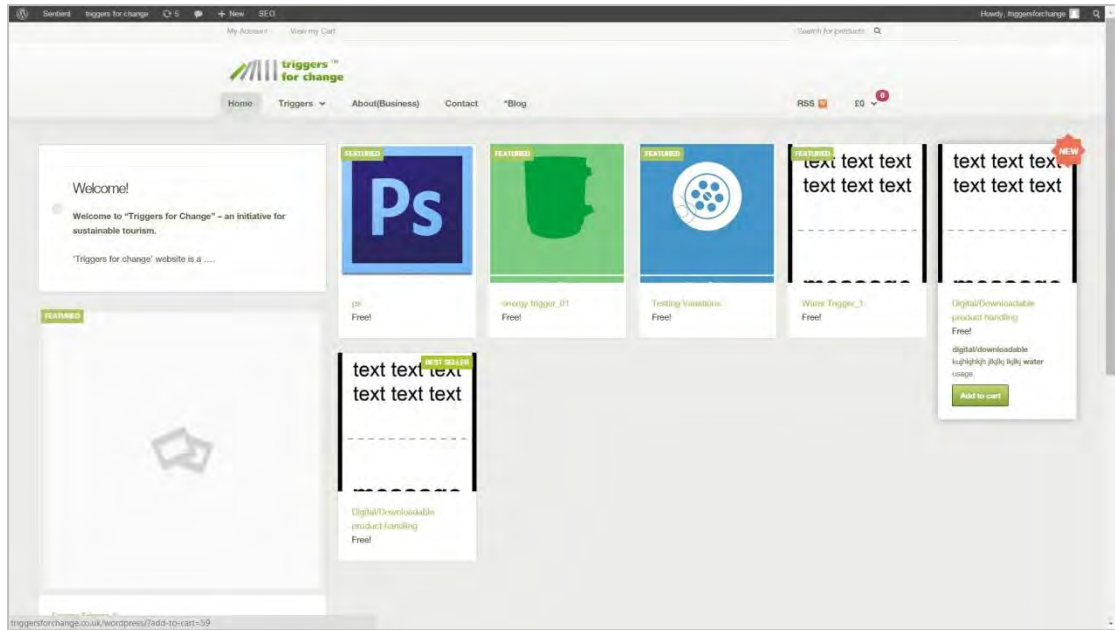 Sentient triggers for change 5 + New SEO Howdy, triggersforchange
My Account View my Cart Search for products
triggers ™
for change
Home Triggers About(Business) Contact *Blog RSS £0 0
Welcome!
Welcome to “Triggers for Change” – an initiative for
sustainable tourism.
'Triggers for change' website is a ....
FEATURED
FEATURED
Ps
ps
Free!
FEATURED
energy trigger_01
Free!
FEATURED
Testing Variations
Free!
FEATURED
text text text
text text text
message
Water Trigger_1
Free!
NEW
text text text
text text text
message
Digital/Downloadable
product handling
Free!
digital/downloadable
water
usage.
Add to cart
BEST SELLER
text text text
text text text
message
Digital/Downloadable
product handling
Free!
triggersforchange.co.uk/wordpress/?add-to-cart=59